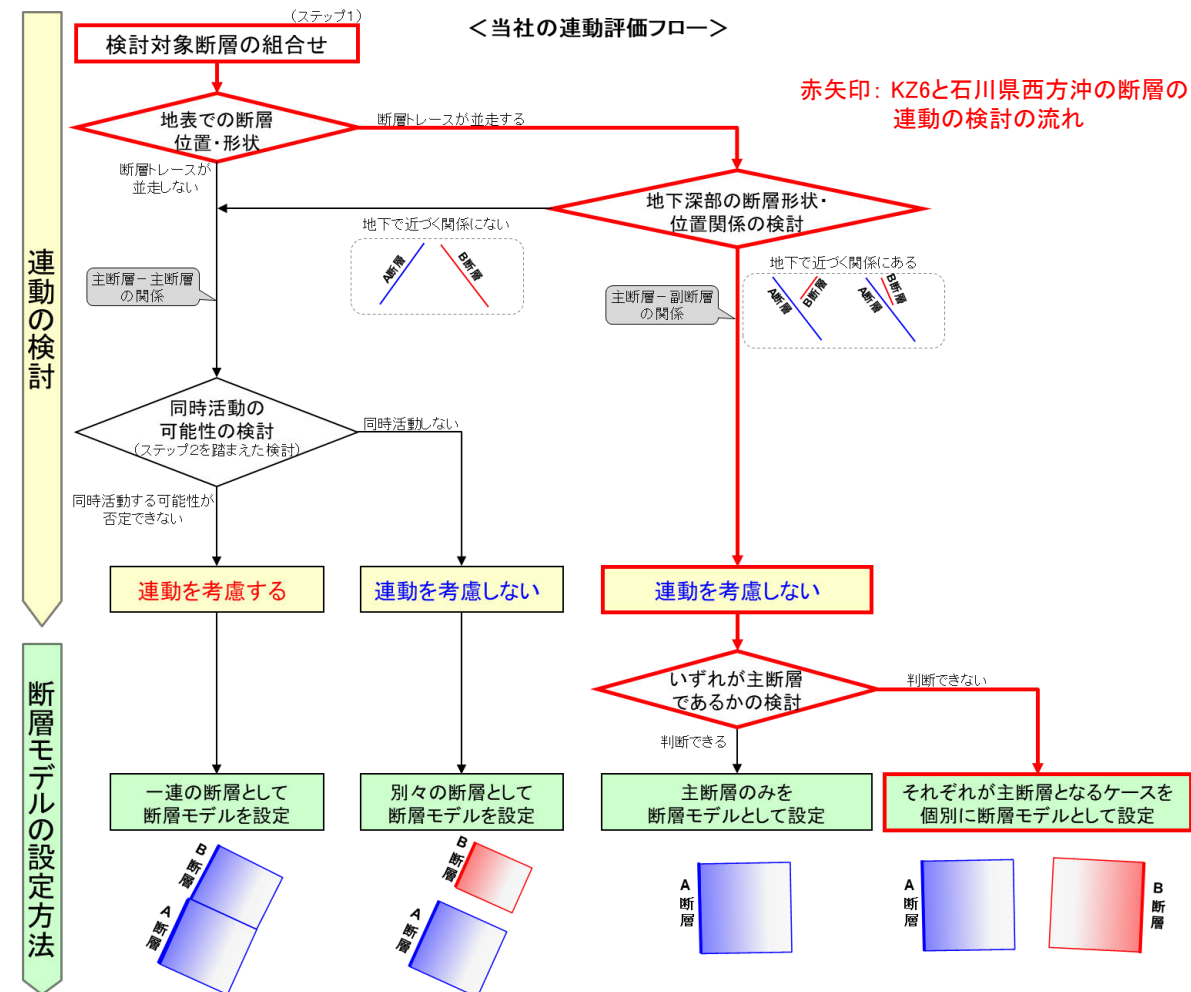 <当社の連動評価フロー>
(ステップ1)
検討対象断層の組合せ
赤矢印: KZ6と石川県西方沖の断層の
連動の検討の流れ
地表での断層
位置・形状
断層トレースが並走する
断層トレースが
並走しない
地下深部の断層形状・
位置関係の検討
地下で近づく関係にない
A断層
B断層
地下で近づく関係にある
A断層
B断層
A断層
B断層
主断層-主断層
の関係
主断層-副断層
の関係
連動の検討
同時活動の
可能性の検討
(ステップ2を踏まえた検討)
同時活動しない
同時活動する可能性が
否定できない
連動を考慮する
連動を考慮しない
連動を考慮しない
断層モデルの設定方法
いずれが主断層
であるかの検討
判断できない
判断できる
一連の断層として
断層モデルを設定
別々の断層として
断層モデルを設定
主断層のみを
断層モデルとして設定
それぞれが主断層となるケースを
個別に断層モデルとして設定
B断層
A断層
B断層
A断層
A断層
A断層
B断層